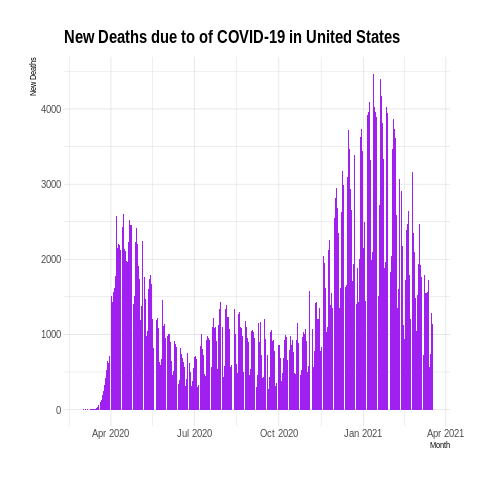 New Deaths due to of COVID-19 in United States
New Deaths
4000
3000
2000
1000
0
Apr 2020 Jul 2020 Oct 2020 Jan 2021 Apr 2021
Month